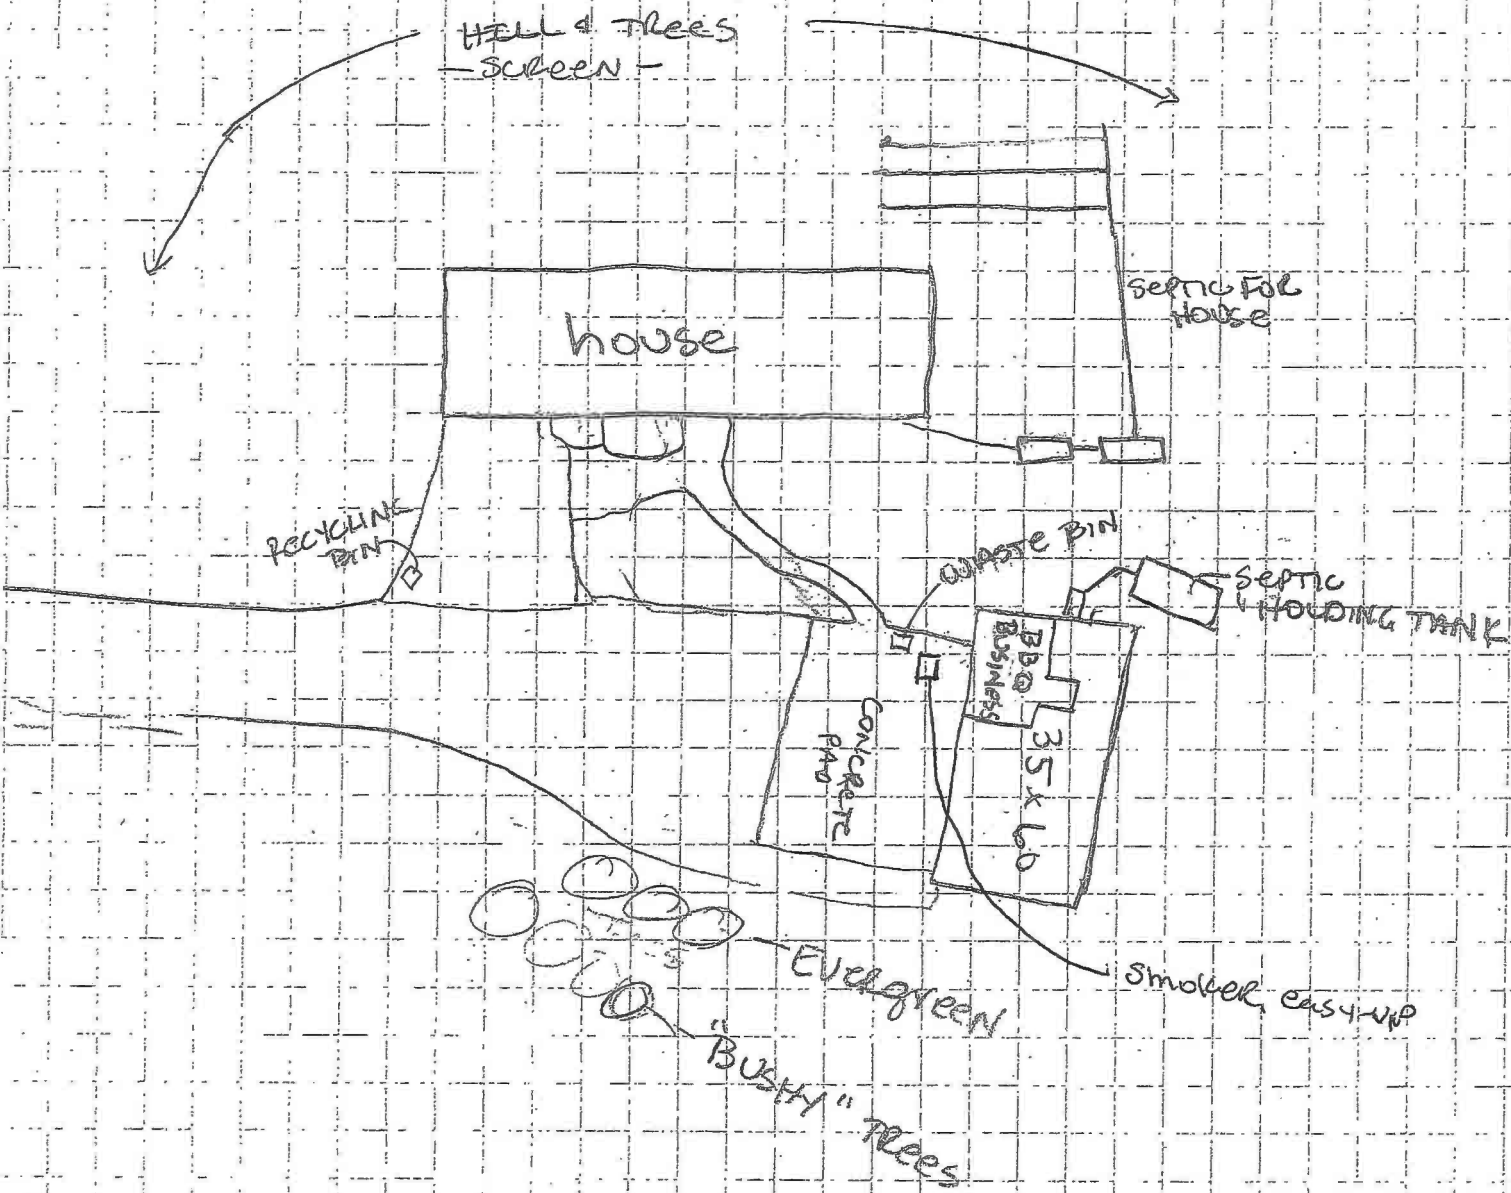 HILL & TREES
- SCREEN -
SEPTIC FOR
HOUSE
house
RECYCLING
BIN
WASTE BIN
SEPTIC
HOLDING TANK
BBQ
BUSINESS
35 x 60
CONCRETE
PAD
EVERGREEN
SMOKER, easy-up
"BUSHY" TREES